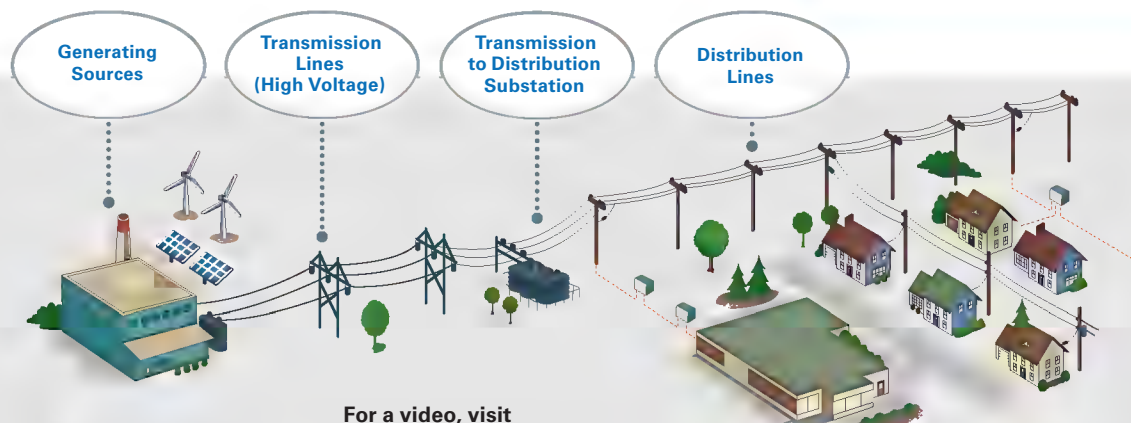 Generating
Sources
Transmission
Lines
(High Voltage)
Transmission
to Distribution
Substation
Distribution
Lines
For a video, visit